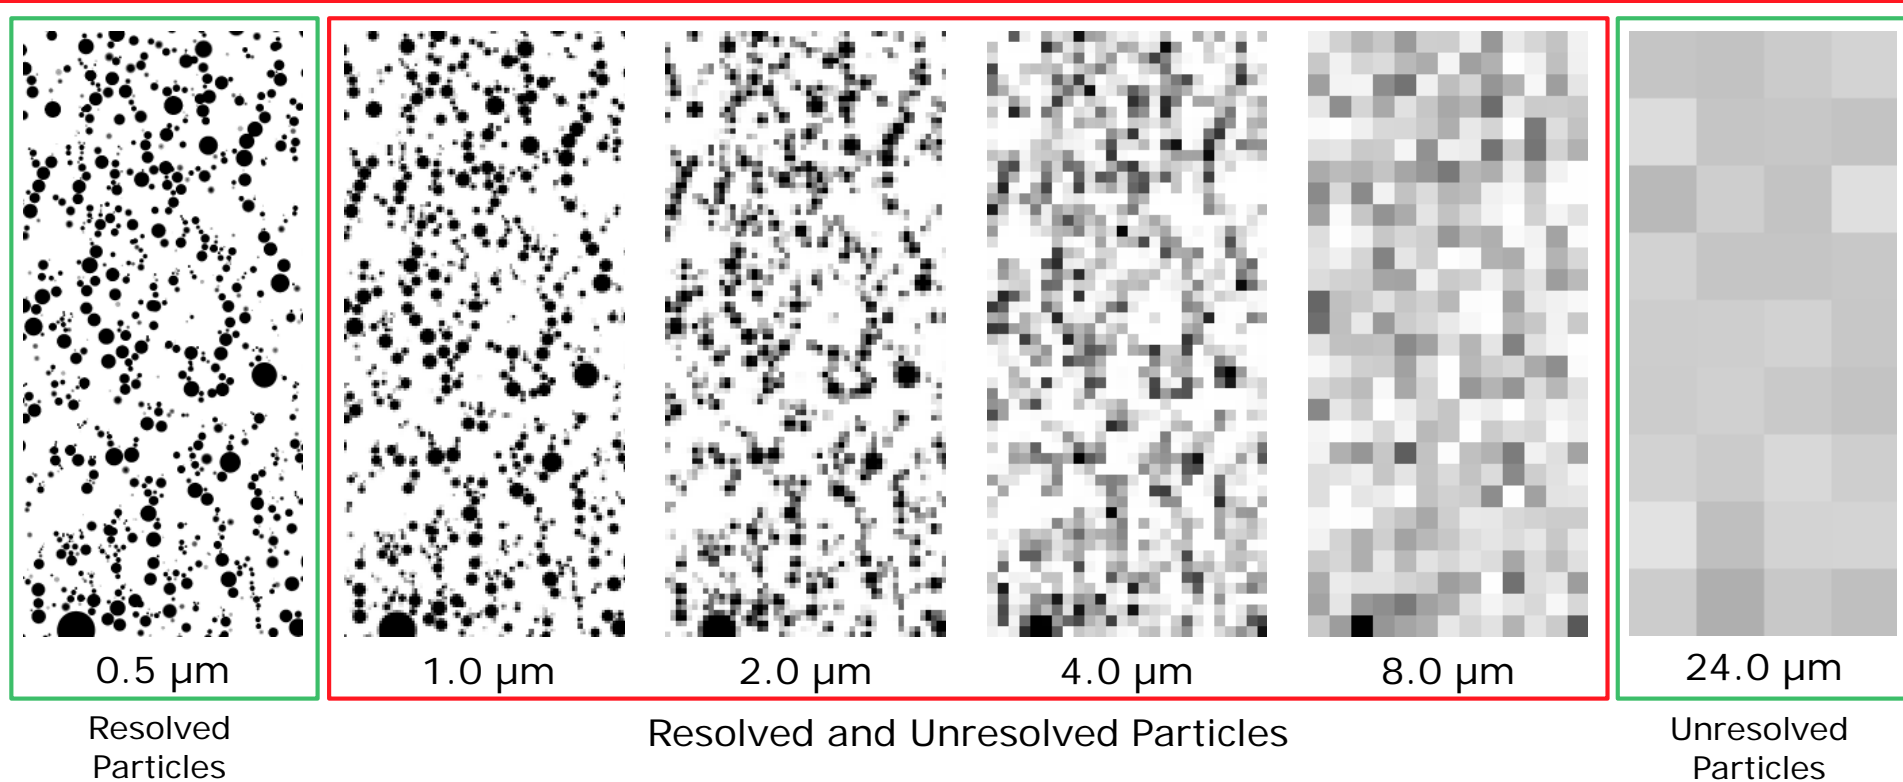 0.5 µm
1.0 µm
2.0 µm
4.0 µm
8.0 µm
24.0 µm
Resolved
Particles
Resolved and Unresolved Particles
Unresolved
Particles